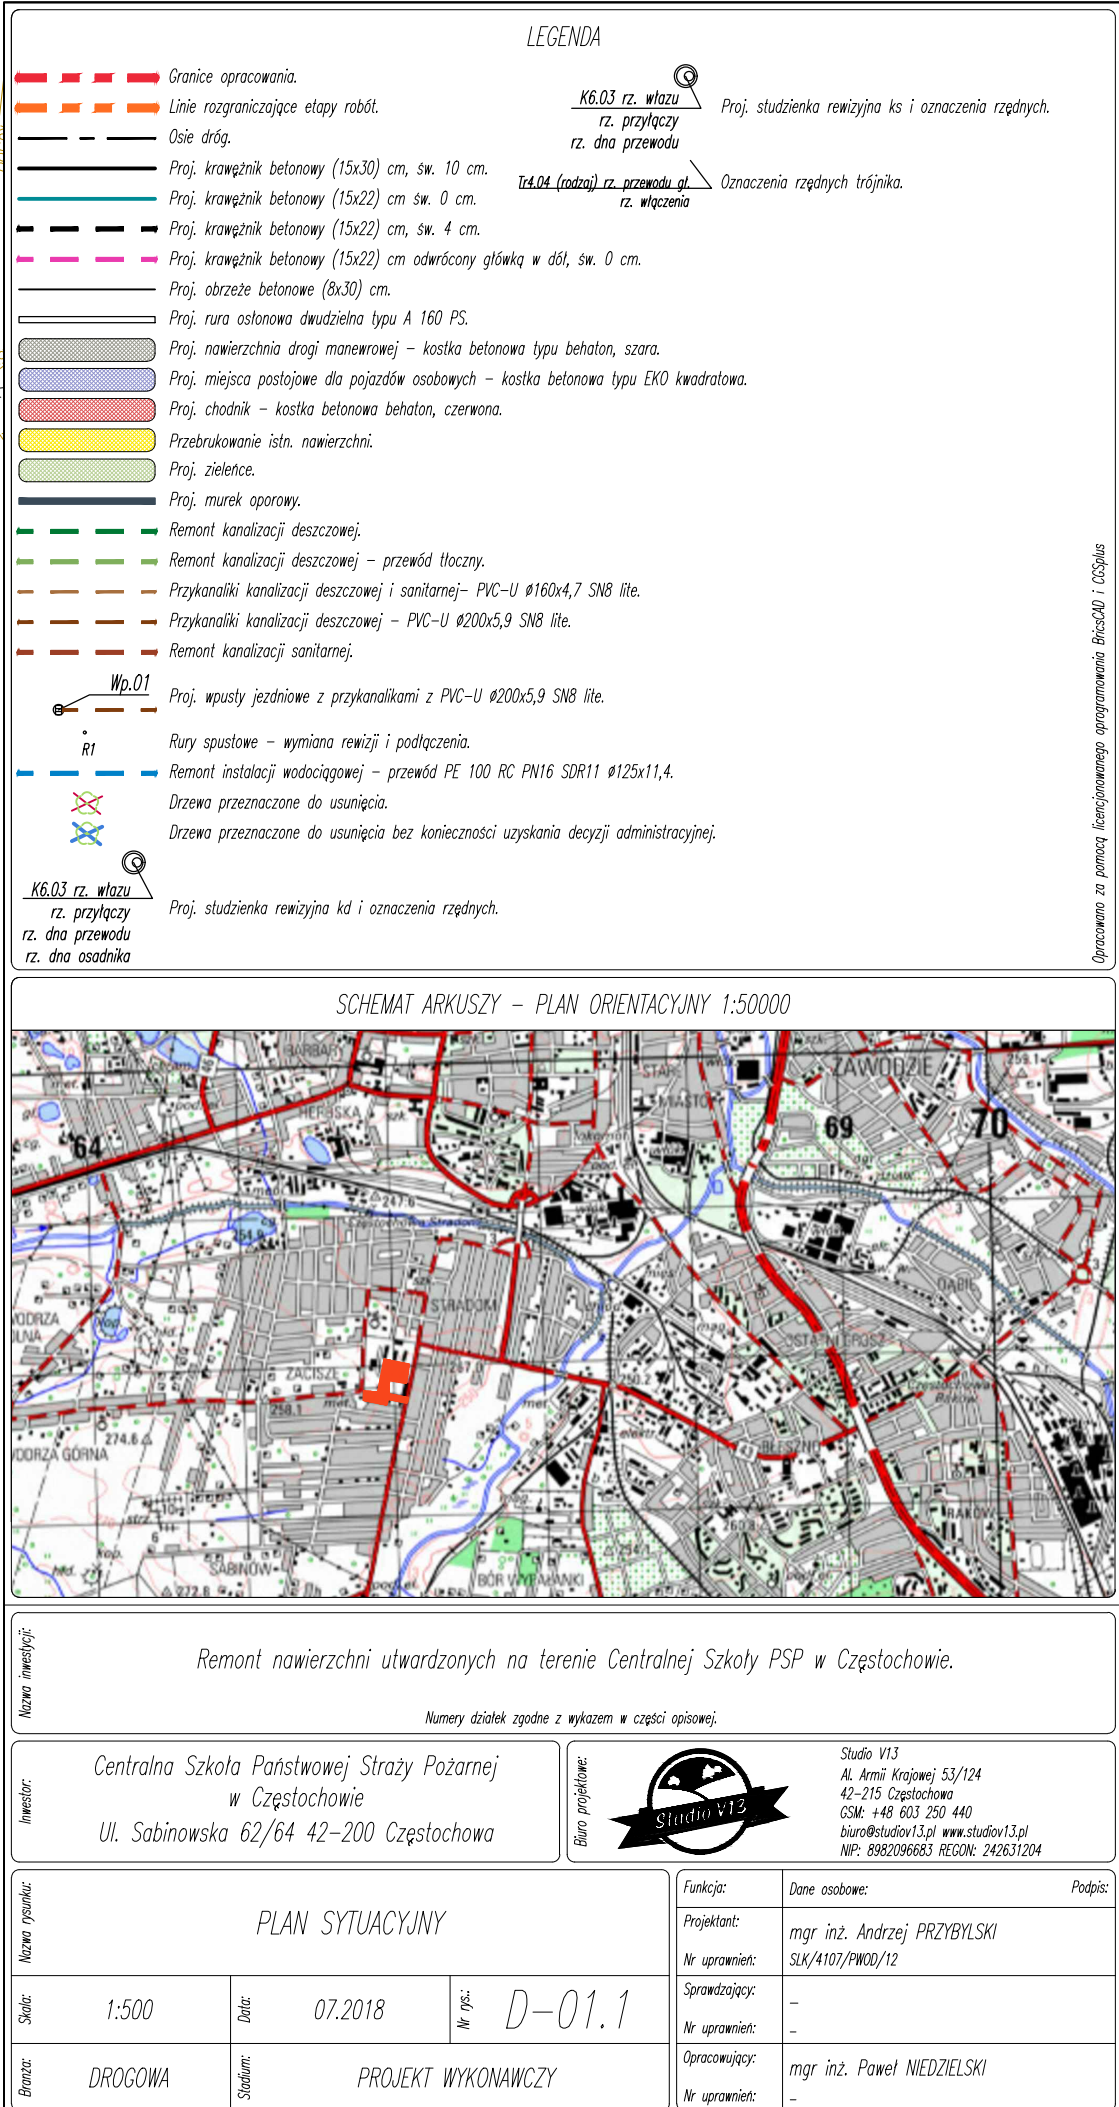 LEGENDA
Granice opracowania.
Linie rozgraniczające etapy robót.
Osie dróg.
Proj. krawężnik betonowy (15x30) cm, św. 10 cm.
Proj. krawężnik betonowy (15x22) cm św. 0 cm.
Proj. krawężnik betonowy (15x22) cm, św. 4 cm.
Proj. krawężnik betonowy (15x22) cm odwrócony główką w dół, św. 0 cm.
Proj. obrzeże betonowe (8x30) cm.
Proj. rura osłonowa dwudzielna typu A 160 PS.
Proj. nawierzchnia drogi manewrowej – kostka betonowa typu behaton, szara.
Proj. miejsca postojowe dla pojazdów osobowych – kostka betonowa typu EKO kwadratowa.
Proj. chodnik – kostka betonowa behaton, czerwona.
Przebrukowanie istn. nawierzchni.
Proj. zieleńce.
Proj. murek oporowy.
Remont kanalizacji deszczowej.
Remont kanalizacji deszczowej – przewód tłoczny.
Przykanaliki kanalizacji deszczowej i sanitarnej– PVC–U Ø160x4,7 SN8 lite.
Przykanaliki kanalizacji deszczowej – PVC–U Ø200x5,9 SN8 lite.
Remont kanalizacji sanitarnej.
Wp.01
Proj. wpusty jezdniowe z przykanalikami z PVC–U Ø200x5,9 SN8 lite.
R1
Rury spustowe – wymiana rewizji i podłączenia.
Remont instalacji wodociągowej – przewód PE 100 RC PN16 SDR11 Ø125x11,4.
Drzewa przeznaczone do usunięcia.
Drzewa przeznaczone do usunięcia bez konieczności uzyskania decyzji administracyjnej.
K6.03 rz. włazu
rz. przyłączy
rz. dna przewodu
rz. dna osadnika
Proj. studzienka rewizyjna kd i oznaczenia rzędnych.
K6.03 rz. włazu
rz. przyłączy
rz. dna przewodu
Proj. studzienka rewizyjna ks i oznaczenia rzędnych.
Tr4.04 (rodzaj) rz. przewodu gł.
rz. włączenia
Oznaczenia rzędnych trójnika.
Opracowano za pomocą licencjonowanego oprogramowania BricsCAD i CGSplus
SCHEMAT ARKUSZY – PLAN ORIENTACYJNY 1:50000
ZAWODZIE
MIASTO
HERBSKA
64
69
70
STRADOM
ZACISZE
258.1
274.6
SABINÓW
272.8
247.6
259.1
Nazwa inwestycji:
Remont nawierzchni utwardzonych na terenie Centralnej Szkoły PSP w Częstochowie.
Numery działek zgodne z wykazem w części opisowej.
Inwestor:
Centralna Szkoła Państwowej Straży Pożarnej
w Częstochowie
Ul. Sabinowska 62/64 42–200 Częstochowa
Biuro projektowe:
Studio V13
Studio V13
Al. Armii Krajowej 53/124
42–215 Częstochowa
GSM: +48 603 250 440
biuro@studiov13.pl www.studiov13.pl
NIP: 8982096683 REGON: 242631204
Nazwa rysunku:
PLAN SYTUACYJNY
Skala:
1:500
Data:
07.2018
Nr rys.:
D–01.1
Branża:
DROGOWA
Stadium:
PROJEKT WYKONAWCZY
Funkcja:
Dane osobowe:
Podpis:
Projektant:
mgr inż. Andrzej PRZYBYLSKI
Nr uprawnień:
SLK/4107/PWOD/12
Sprawdzający:
–
Nr uprawnień:
–
Opracowujący:
mgr inż. Paweł NIEDZIELSKI
Nr uprawnień:
–